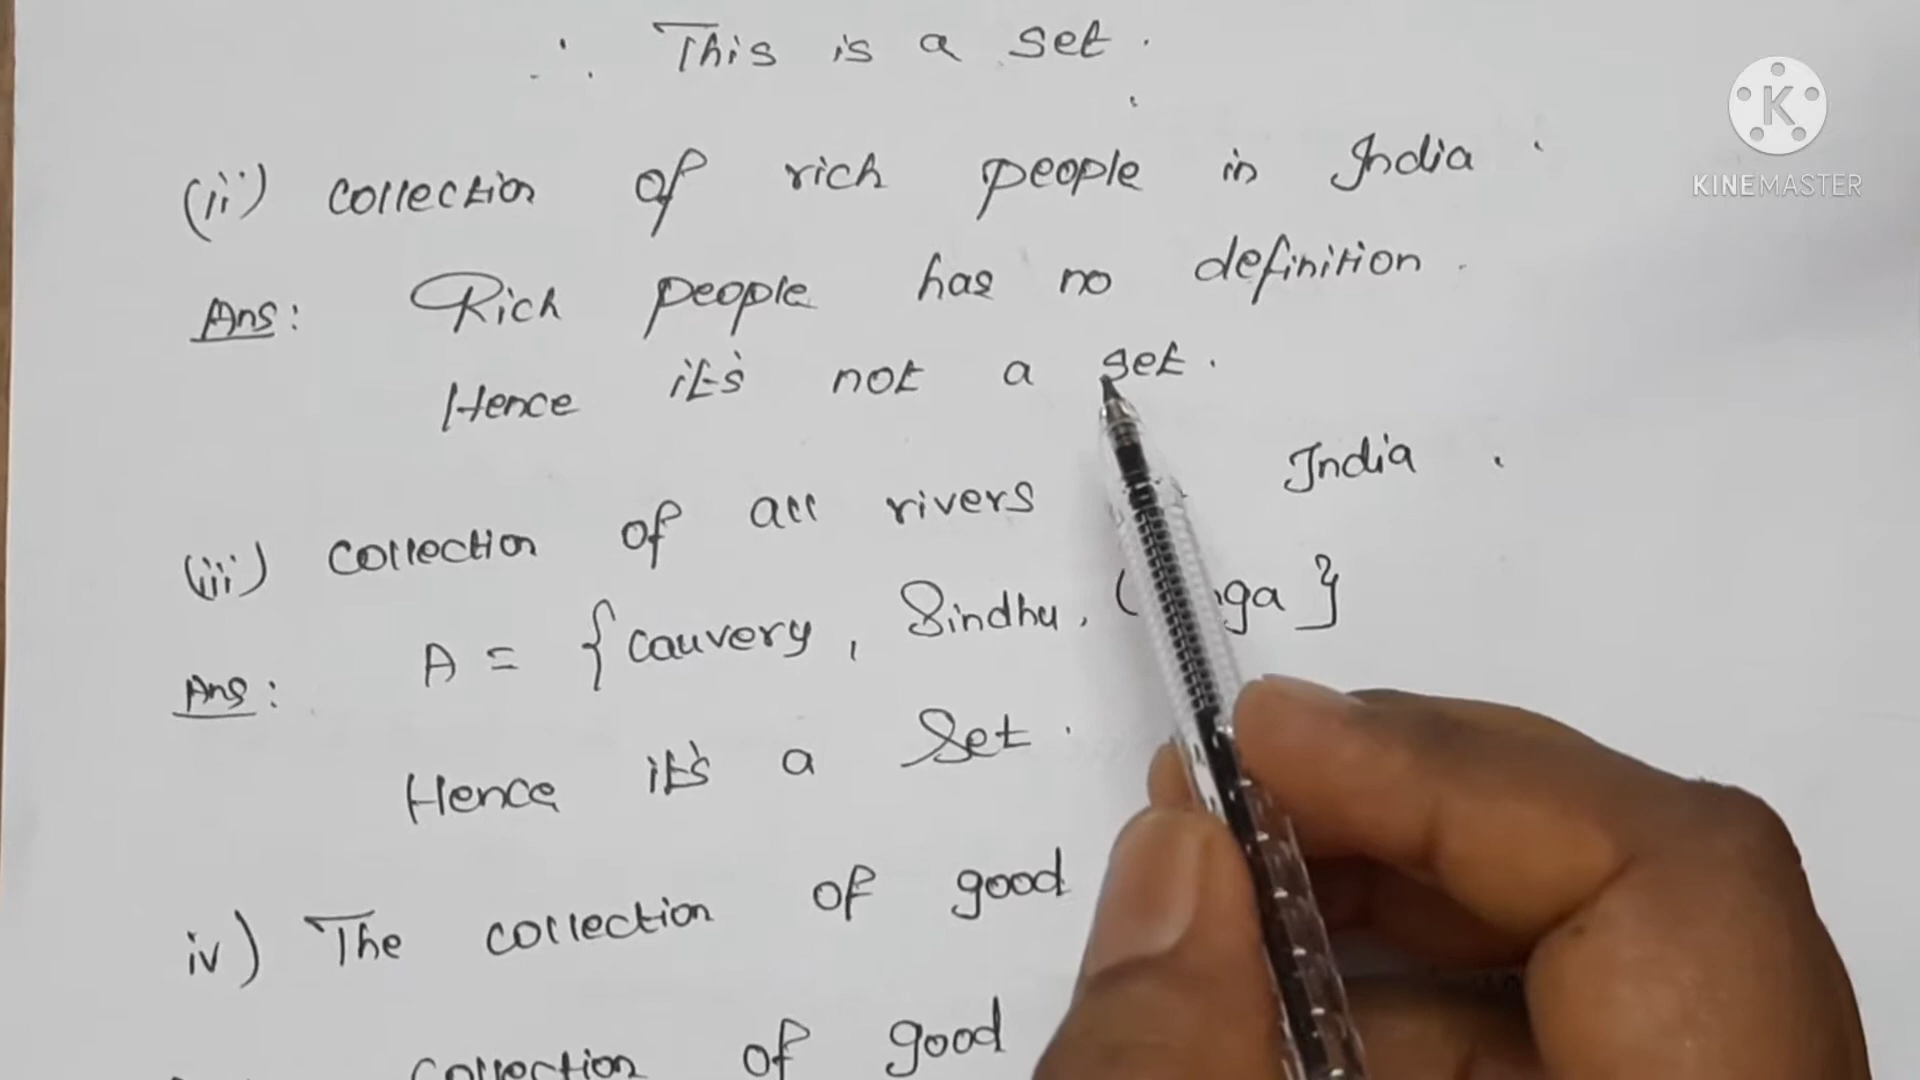 ∴ This is a set.
KINEMASTER
(ii) collection of rich people in India.
Ans: Rich people has no definition.
Hence it's not a set.
(iii) collection of all rivers India.
Ans: A = {Cauvery, Sindhu, }
Hence it's a Set.
iv) The collection of good
collection of good